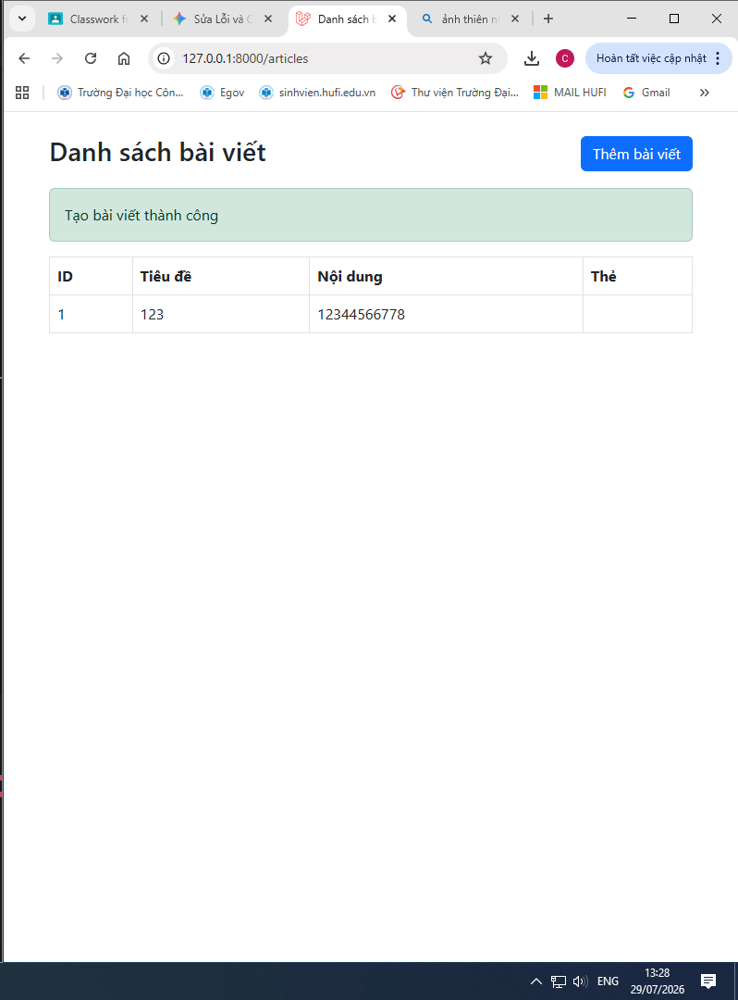 Classwork fo
Sửa Lỗi và C
Danh sách b
ảnh thiên n
127.0.0.1:8000/articles
C
Hoàn tất việc cập nhật
Trường Đại học Côn...
Egov
sinhvien.hufi.edu.vn
Thư viện Trường Đại...
MAIL HUFI
Gmail
Danh sách bài viết
Thêm bài viết
Tạo bài viết thành công
ID Tiêu đề Nội dung Thẻ
1 123 12344566778
ENG
13:28
29/07/2026